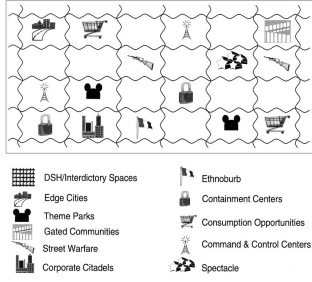 DSH/Interdictory Spaces
Edge Cities
Theme Parks
Gated Communities
Street Warfare
Corporate Citadels
Ethnoburb
Containment Centers
Consumption Opportunities
Command & Control Centers
Spectacle